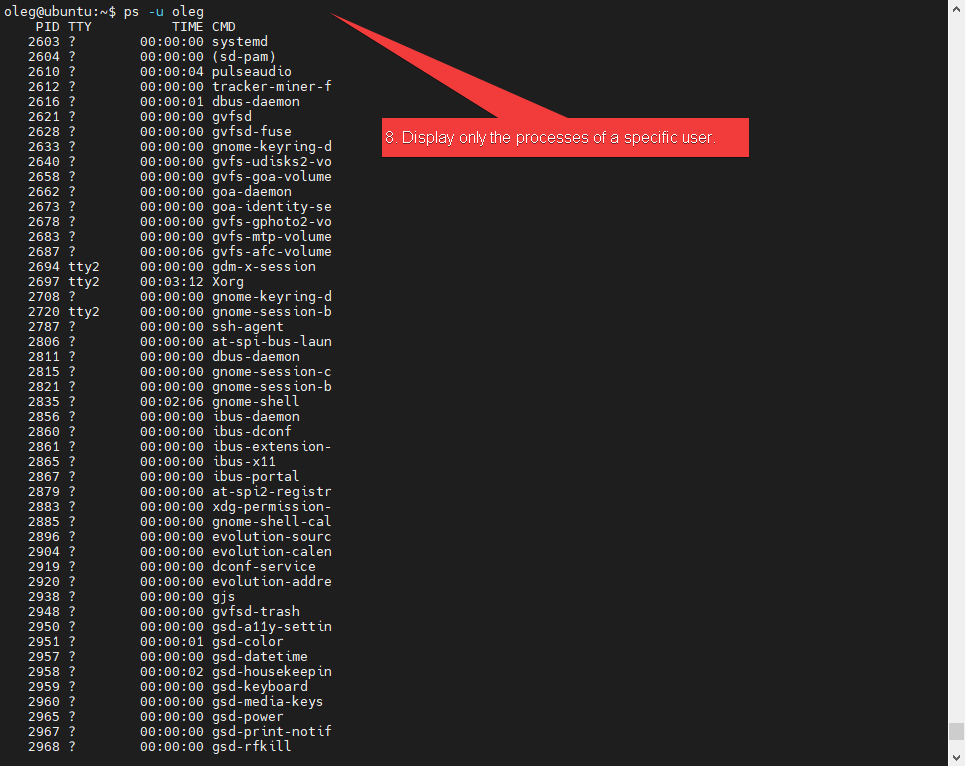 oleg@ubuntu:~$ ps -u oleg
PID TTY TIME CMD
2603 ? 00:00:00 systemd
2604 ? 00:00:00 (sd-pam)
2610 ? 00:00:04 pulseaudio
2612 ? 00:00:00 tracker-miner-f
2616 ? 00:00:01 dbus-daemon
2621 ? 00:00:00 gvfsd
2628 ? 00:00:00 gvfsd-fuse
8. Display only the processes of a specific user.
2633 ? 00:00:00 gnome-keyring-d
2640 ? 00:00:00 gvfs-udisks2-vo
2658 ? 00:00:00 gvfs-goa-volume
2662 ? 00:00:00 goa-daemon
2673 ? 00:00:00 goa-identity-se
2678 ? 00:00:00 gvfs-gphoto2-vo
2683 ? 00:00:00 gvfs-mtp-volume
2687 ? 00:00:06 gvfs-afc-volume
2694 tty2 00:00:00 gdm-x-session
2697 tty2 00:03:12 Xorg
2708 ? 00:00:00 gnome-keyring-d
2720 tty2 00:00:00 gnome-session-b
2787 ? 00:00:00 ssh-agent
2806 ? 00:00:00 at-spi-bus-laun
2811 ? 00:00:00 dbus-daemon
2815 ? 00:00:00 gnome-session-c
2821 ? 00:00:00 gnome-session-b
2835 ? 00:02:06 gnome-shell
2856 ? 00:00:00 ibus-daemon
2860 ? 00:00:00 ibus-dconf
2861 ? 00:00:00 ibus-extension-
2865 ? 00:00:00 ibus-x11
2867 ? 00:00:00 ibus-portal
2879 ? 00:00:00 at-spi2-registr
2883 ? 00:00:00 xdg-permission-
2885 ? 00:00:00 gnome-shell-cal
2896 ? 00:00:00 evolution-sourc
2904 ? 00:00:00 evolution-calen
2919 ? 00:00:00 dconf-service
2920 ? 00:00:00 evolution-addre
2938 ? 00:00:00 gjs
2948 ? 00:00:00 gvfsd-trash
2950 ? 00:00:00 gsd-a11y-settin
2951 ? 00:00:01 gsd-color
2957 ? 00:00:00 gsd-datetime
2958 ? 00:00:02 gsd-housekeepin
2959 ? 00:00:00 gsd-keyboard
2960 ? 00:00:00 gsd-media-keys
2965 ? 00:00:00 gsd-power
2967 ? 00:00:00 gsd-print-notif
2968 ? 00:00:00 gsd-rfkill